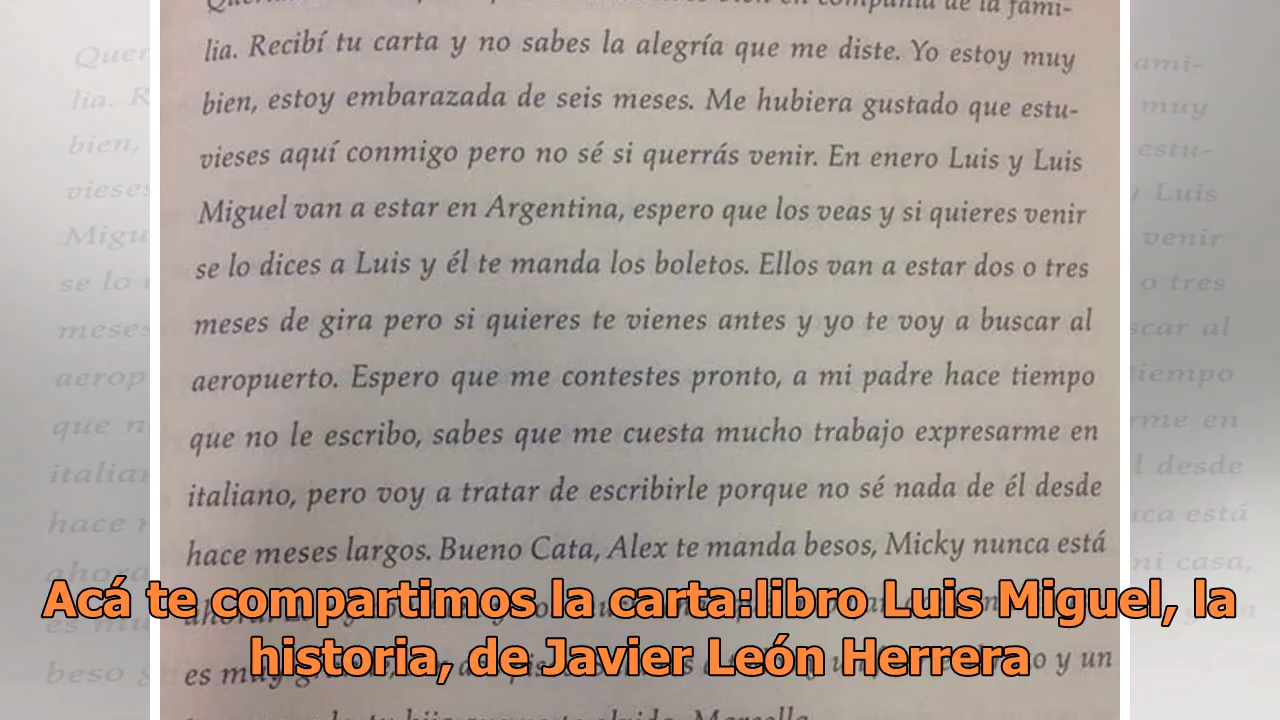 compañía de la fami-
lia. Recibí tu carta y no sabes la alegría que me diste. Yo estoy muy
bien, estoy embarazada de seis meses. Me hubiera gustado que estu-
vieses aquí conmigo pero no sé si querrás venir. En enero Luis y Luis
Miguel van a estar en Argentina, espero que los veas y si quieres venir
se lo dices a Luis y él te manda los boletos. Ellos van a estar dos o tres
meses de gira pero si quieres te vienes antes y yo te voy a buscar al
aeropuerto. Espero que me contestes pronto, a mi padre hace tiempo
que no le escribo, sabes que me cuesta mucho trabajo expresarme en
italiano, pero voy a tratar de escribirle porque no sé nada de él desde
hace meses largos. Bueno Cata, Alex te manda besos, Micky nunca está
es y un
Marcella
Acá te compartimos la carta:libro Luis Miguel, la
historia, de Javier León Herrera